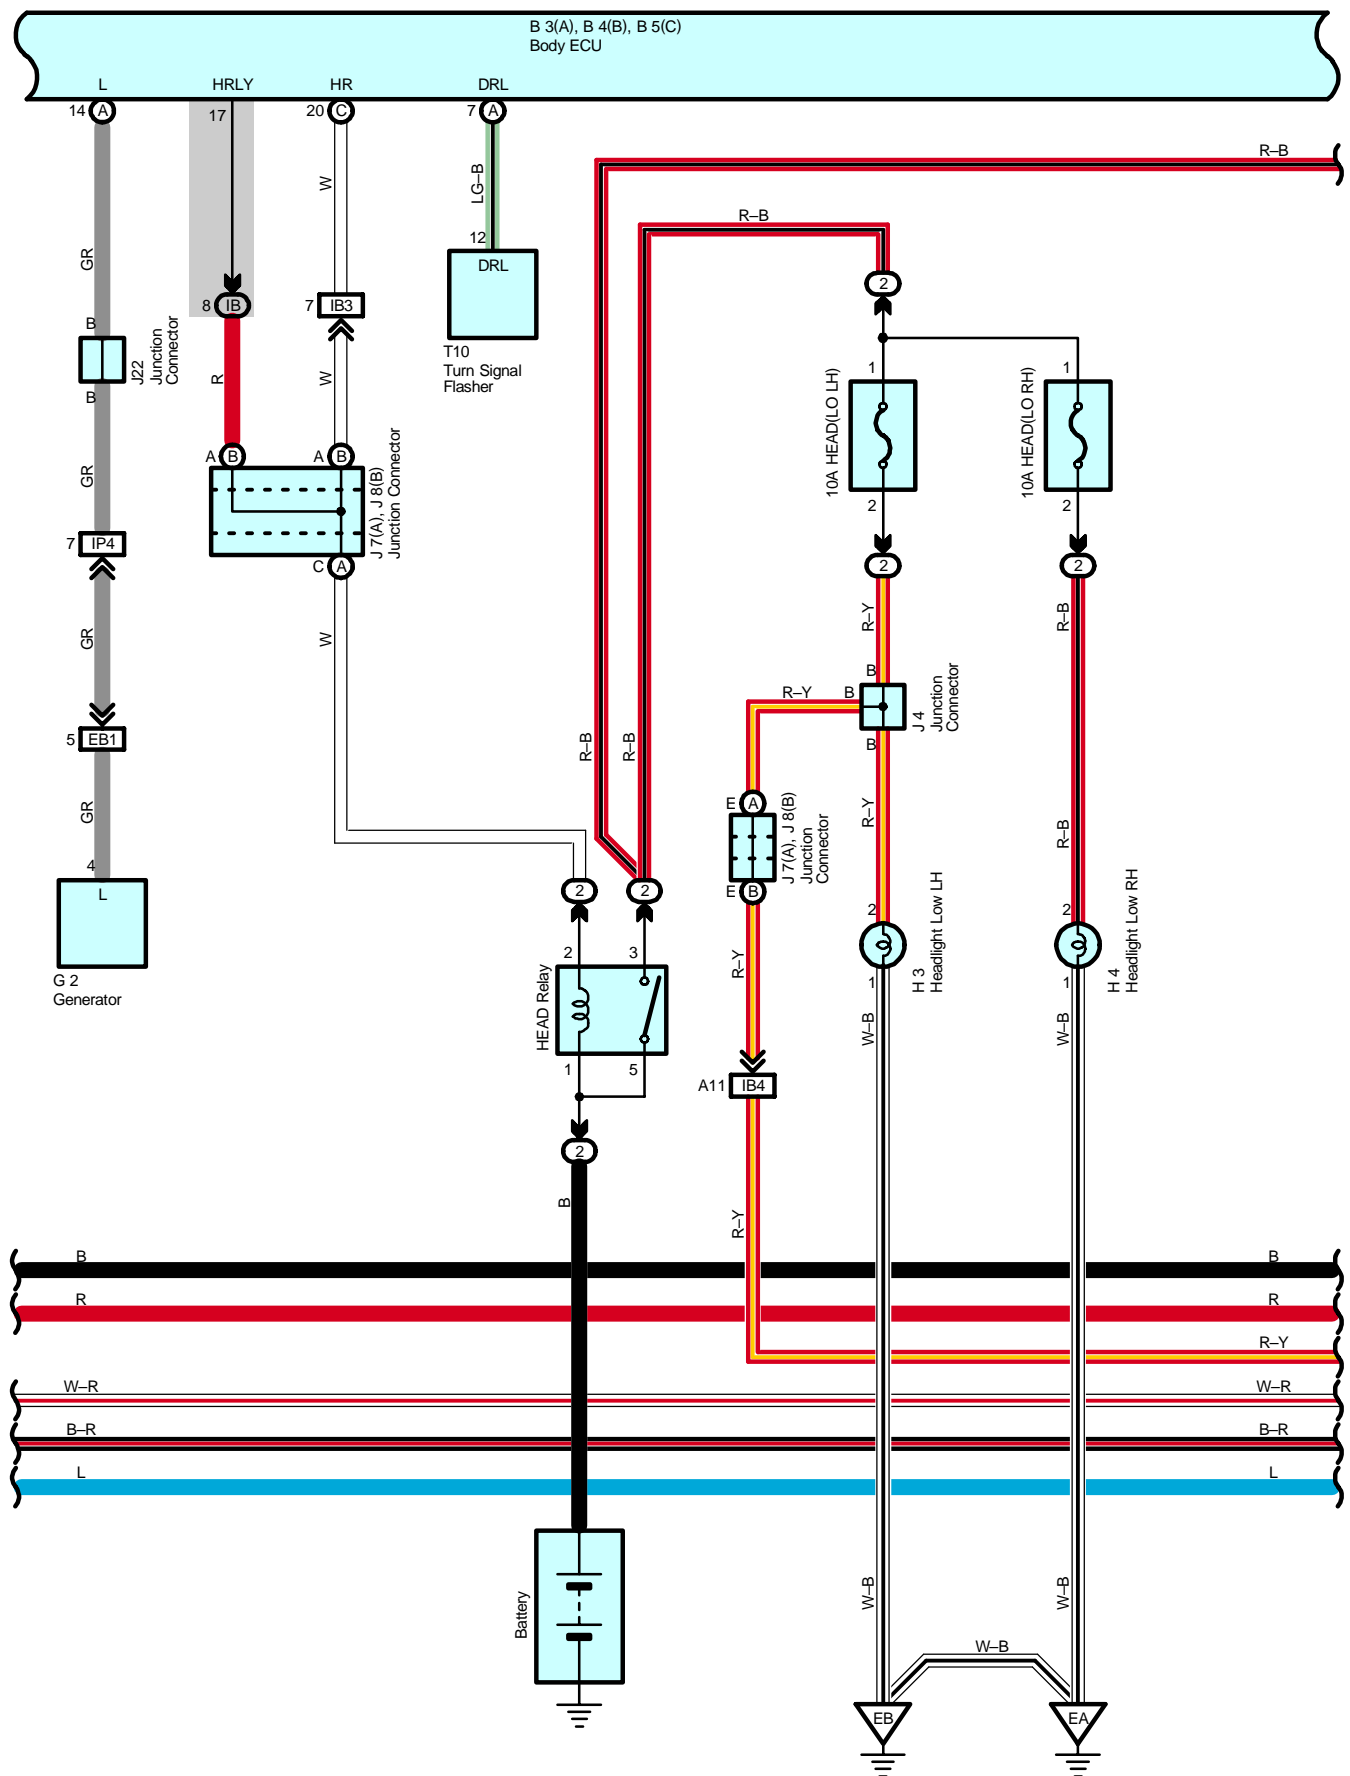 B 3(A), B 4(B), B 5(C)
Body ECU
L
HRLY
HR
DRL
14 A
17
20 C
7 A
R–B
W
LG–B
R–B
12
DRL
2
GR
8 IB
7 IB3
T10
Turn Signal
Flasher
B
J22
Junction
Connector
B
R
W
1
1
10A HEAD(LO LH)
10A HEAD(LO RH)
2
2
A B
A B
J 7(A), J 8(B)
Junction Connector
GR
7 IP4
C A
2
2
GR
W
R–Y
R–B
B
R–Y
B
J 4
Junction
Connector
B
5 EB1
R–B
R–B
GR
E A
J 7(A), J 8(B)
Junction
Connector
R–Y
R–B
4
L
2
2
E B
2
2
G 2
Generator
2
3
HEAD Relay
R–Y
1
H 3
Headlight Low LH
1
H 4
Headlight Low RH
W–B
W–B
1
5
A11 IB4
2
B
R–Y
B
B
R
R
R–Y
W–R
W–R
B–R
B–R
L
L
Battery
W–B
W–B
W–B
EB
EA